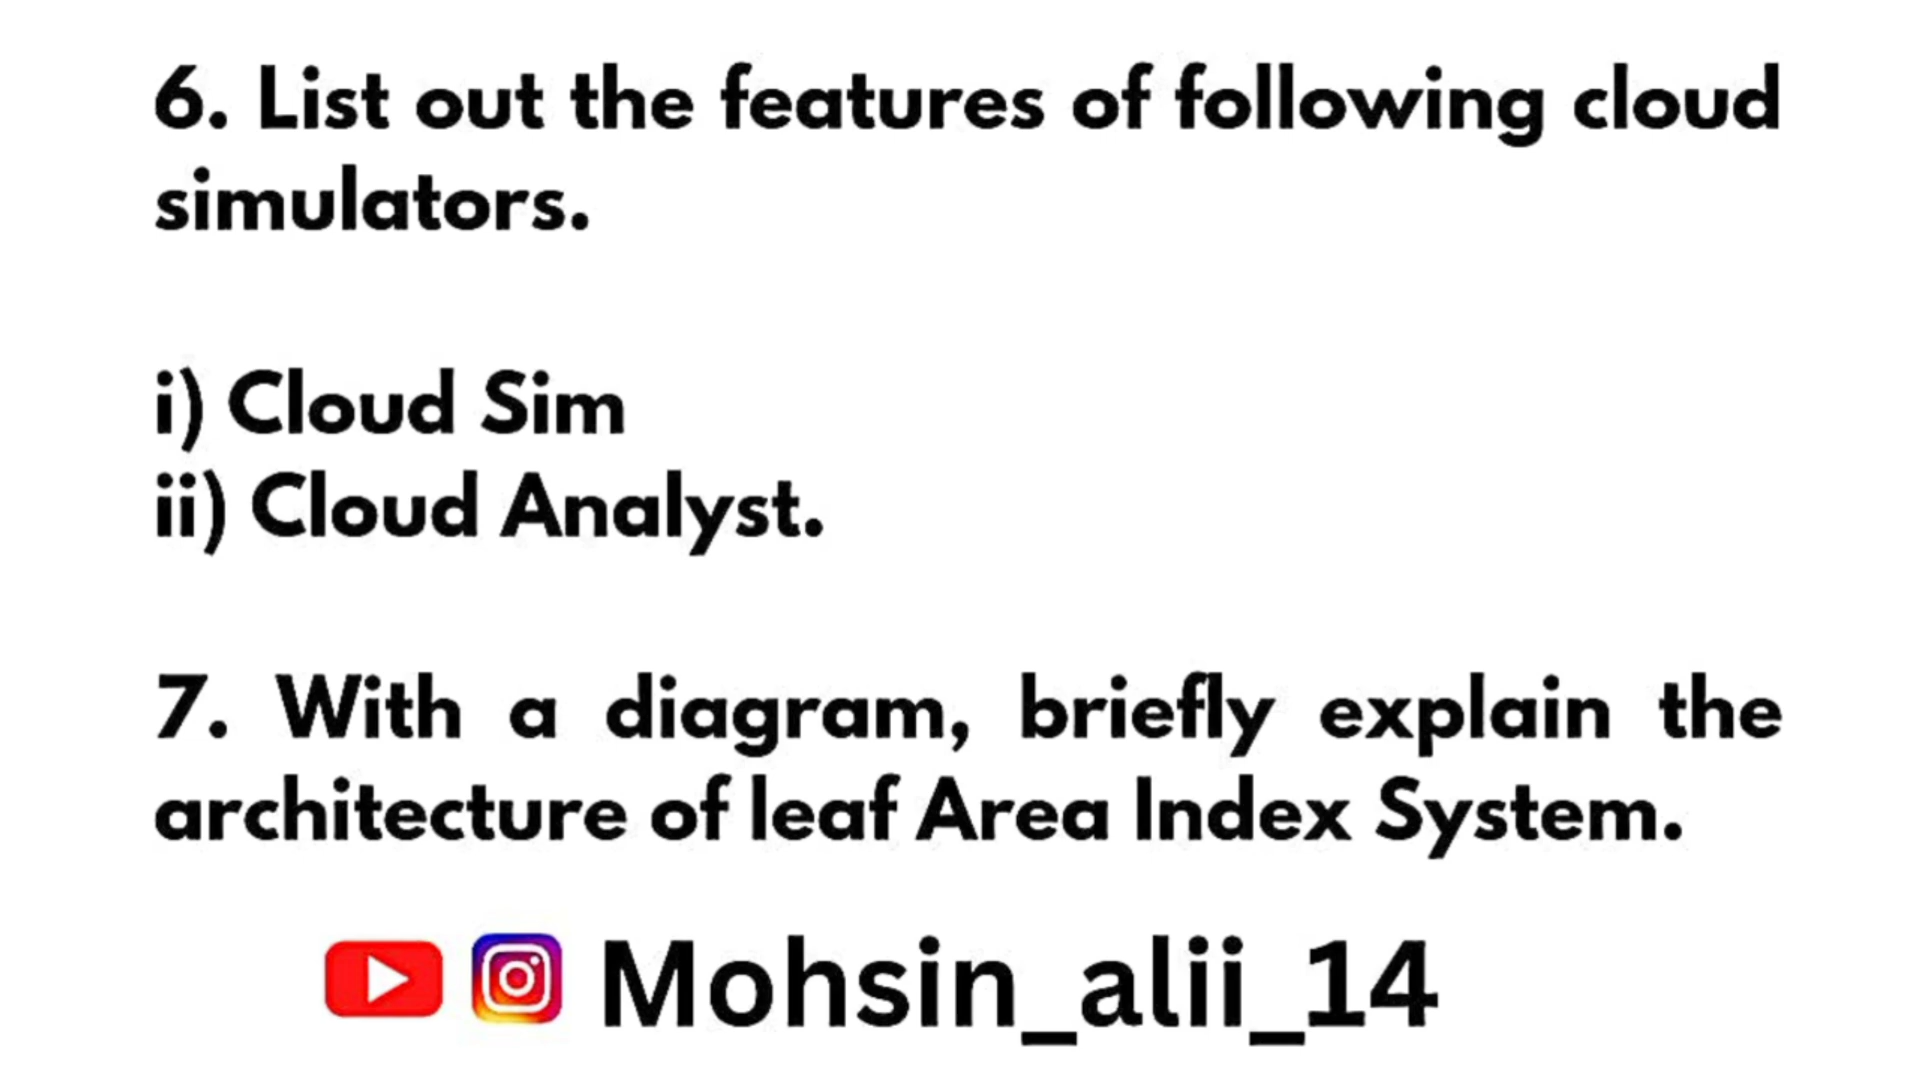 6. List out the features of following cloud
simulators.
i) Cloud Sim
ii) Cloud Analyst.
7. With a diagram, briefly explain the
architecture of leaf Area Index System.
Mohsin_alii_14